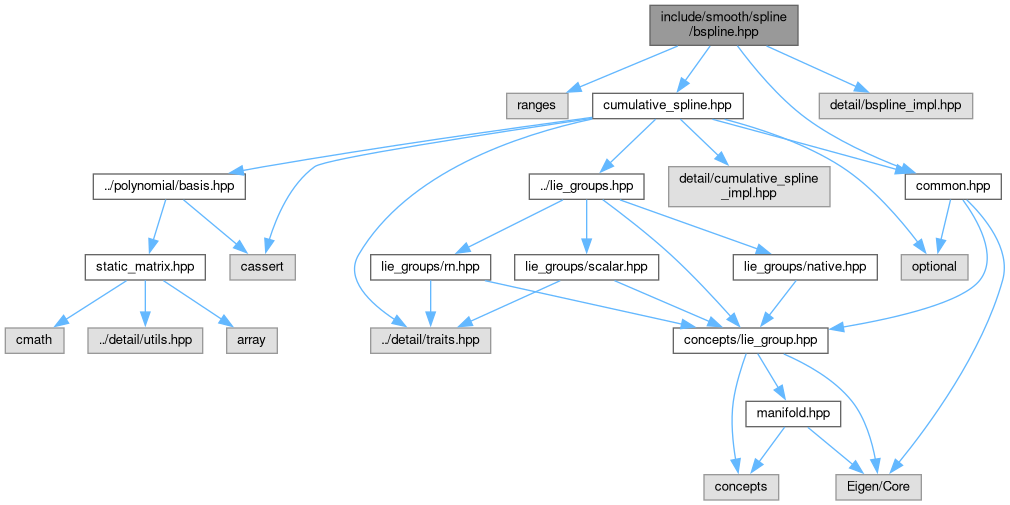 include/smooth/spline
/bspline.hpp
ranges
cumulative_spline.hpp
detail/bspline_impl.hpp
../polynomial/basis.hpp
../lie_groups.hpp
detail/cumulative_spline
_impl.hpp
common.hpp
static_matrix.hpp
cassert
lie_groups/rn.hpp
lie_groups/scalar.hpp
lie_groups/native.hpp
optional
cmath
../detail/utils.hpp
array
../detail/traits.hpp
concepts/lie_group.hpp
manifold.hpp
concepts
Eigen/Core